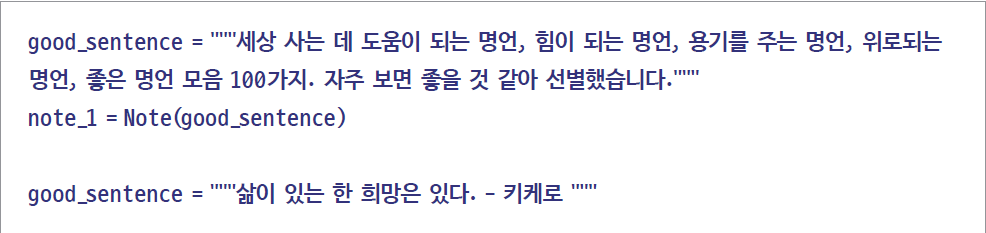 good_sentence = """세상 사는 데 도움이 되는 명언, 힘이 되는 명언, 용기를 주는 명언, 위로되는
명언, 좋은 명언 모음 100가지. 자주 보면 좋을 것 같아 선별했습니다."""
note_1 = Note(good_sentence)
good_sentence = """삶이 있는 한 희망은 있다. - 키케로 """